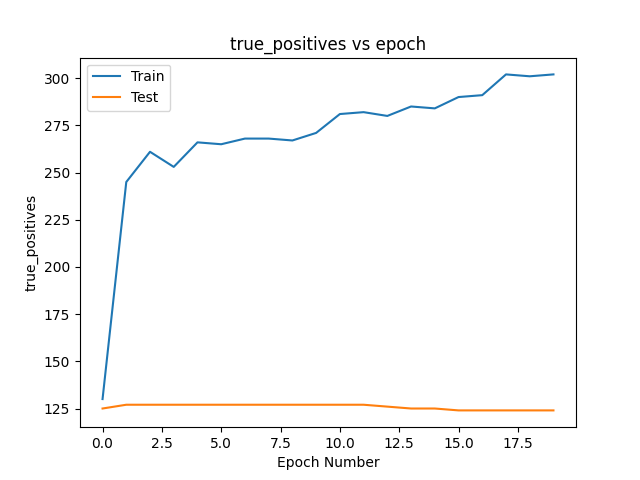 true_positives vs epoch
Train
Test
true_positives
300
275
250
225
200
175
150
125
0.0 2.5 5.0 7.5 10.0 12.5 15.0 17.5
Epoch Number